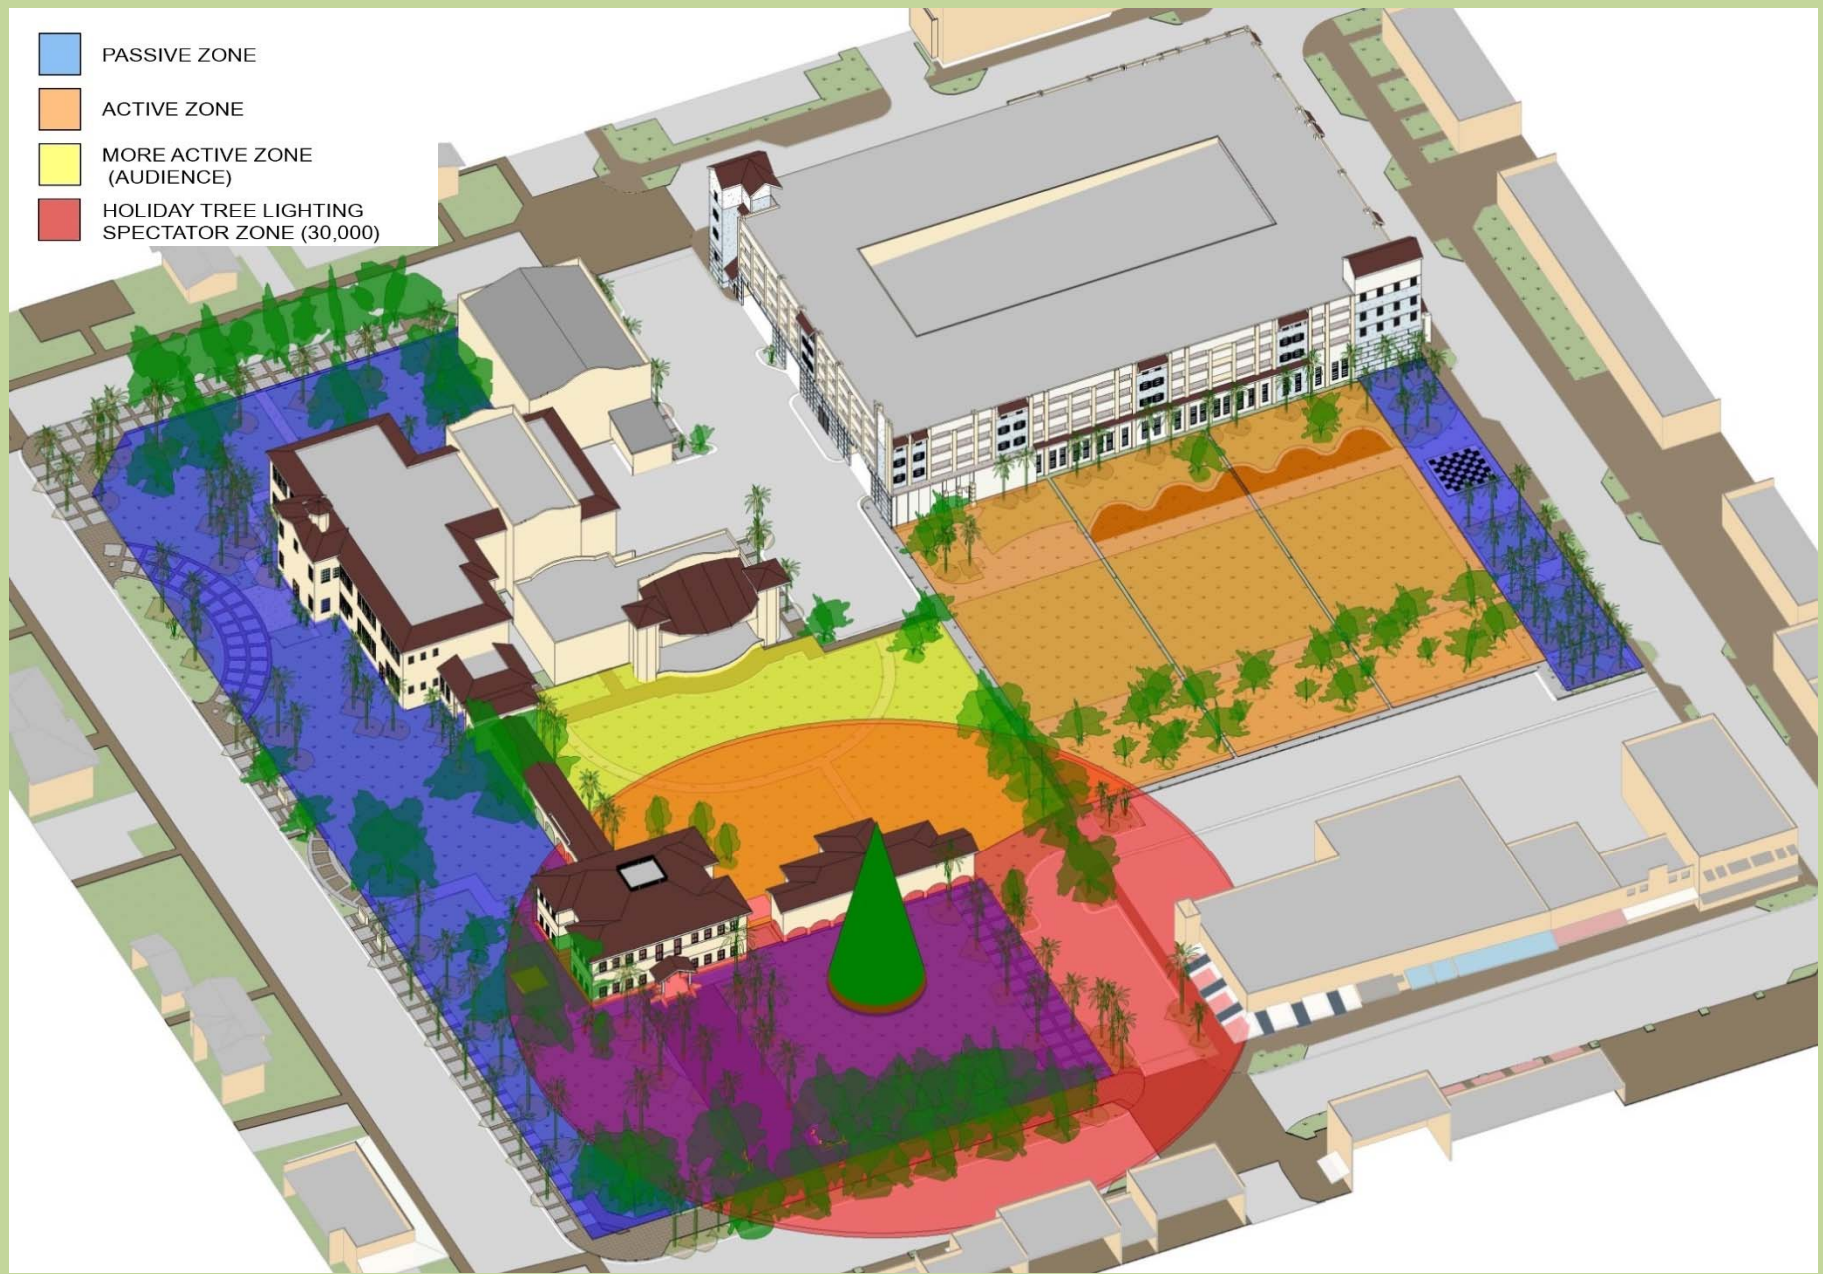 PASSIVE ZONE
ACTIVE ZONE
MORE ACTIVE ZONE
(AUDIENCE)
HOLIDAY TREE LIGHTING
SPECTATOR ZONE (30,000)